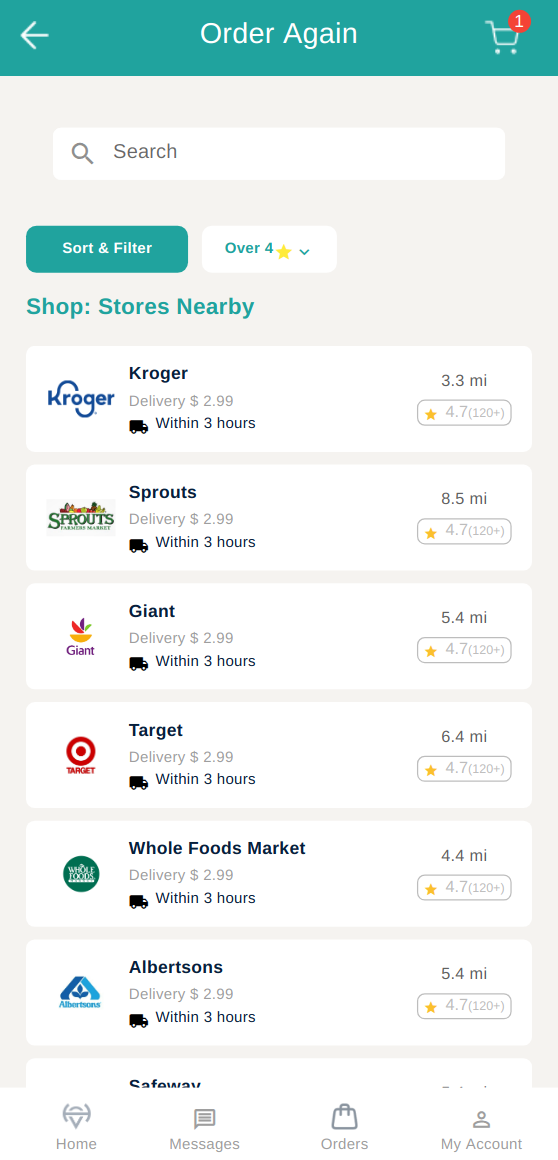 Order Again
1
Search
Sort & Filter
Over 4
Shop: Stores Nearby
Kroger
Kroger
3.3 mi
Delivery $ 2.99
4.7(120+)
Within 3 hours
SPROUTS
FARMERS MARKET
Sprouts
8.5 mi
Delivery $ 2.99
4.7(120+)
Within 3 hours
Giant
Giant
5.4 mi
Delivery $ 2.99
4.7(120+)
Within 3 hours
TARGET
Target
6.4 mi
Delivery $ 2.99
4.7(120+)
Within 3 hours
WHOLE
FOODS
Whole Foods Market
4.4 mi
Delivery $ 2.99
4.7(120+)
Within 3 hours
Albertsons
Albertsons
5.4 mi
Delivery $ 2.99
4.7(120+)
Within 3 hours
Safeway
Home
Messages
Orders
My Account